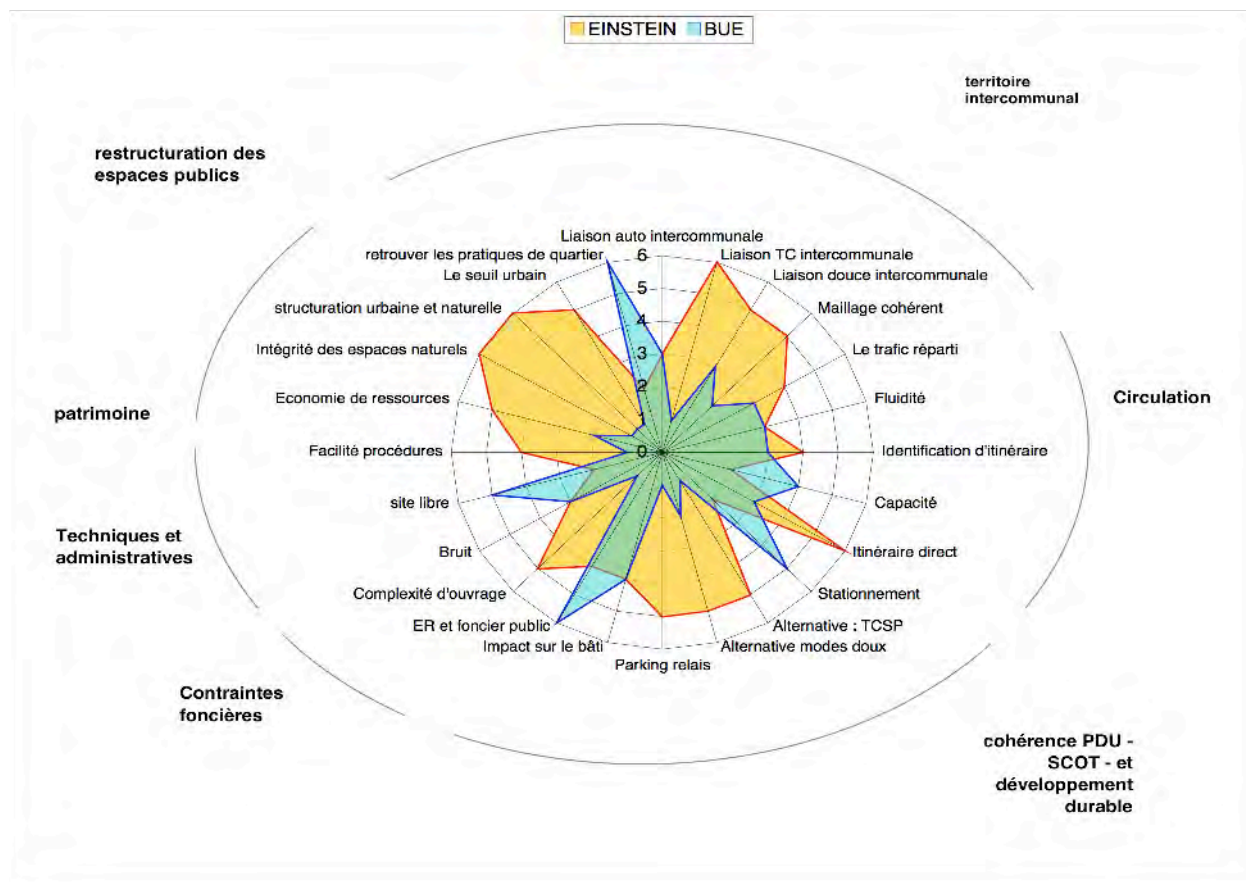 EINSTEIN BUE
territoire
intercommunal
restructuration des
espaces publics
Liaison auto intercommunale
retrouver les pratiques de quartier
Liaison TC intercommunale
Le seuil urbain
Liaison douce intercommunale
structuration urbaine et naturelle
Maillage cohérent
Intégrité des espaces naturels
Le trafic réparti
Economie de ressources
Fluidité
patrimoine
Circulation
Facilité procédures
Identification d'itinéraire
site libre
Capacité
Techniques et
administratives
Bruit
Itinéraire direct
Complexité d'ouvrage
Stationnement
ER et foncier public
Alternative : TCSP
Impact sur le bâti
Alternative modes doux
Parking relais
6
5
4
3
2
1
0
Contraintes
foncières
cohérence PDU -
SCOT - et
développement
durable